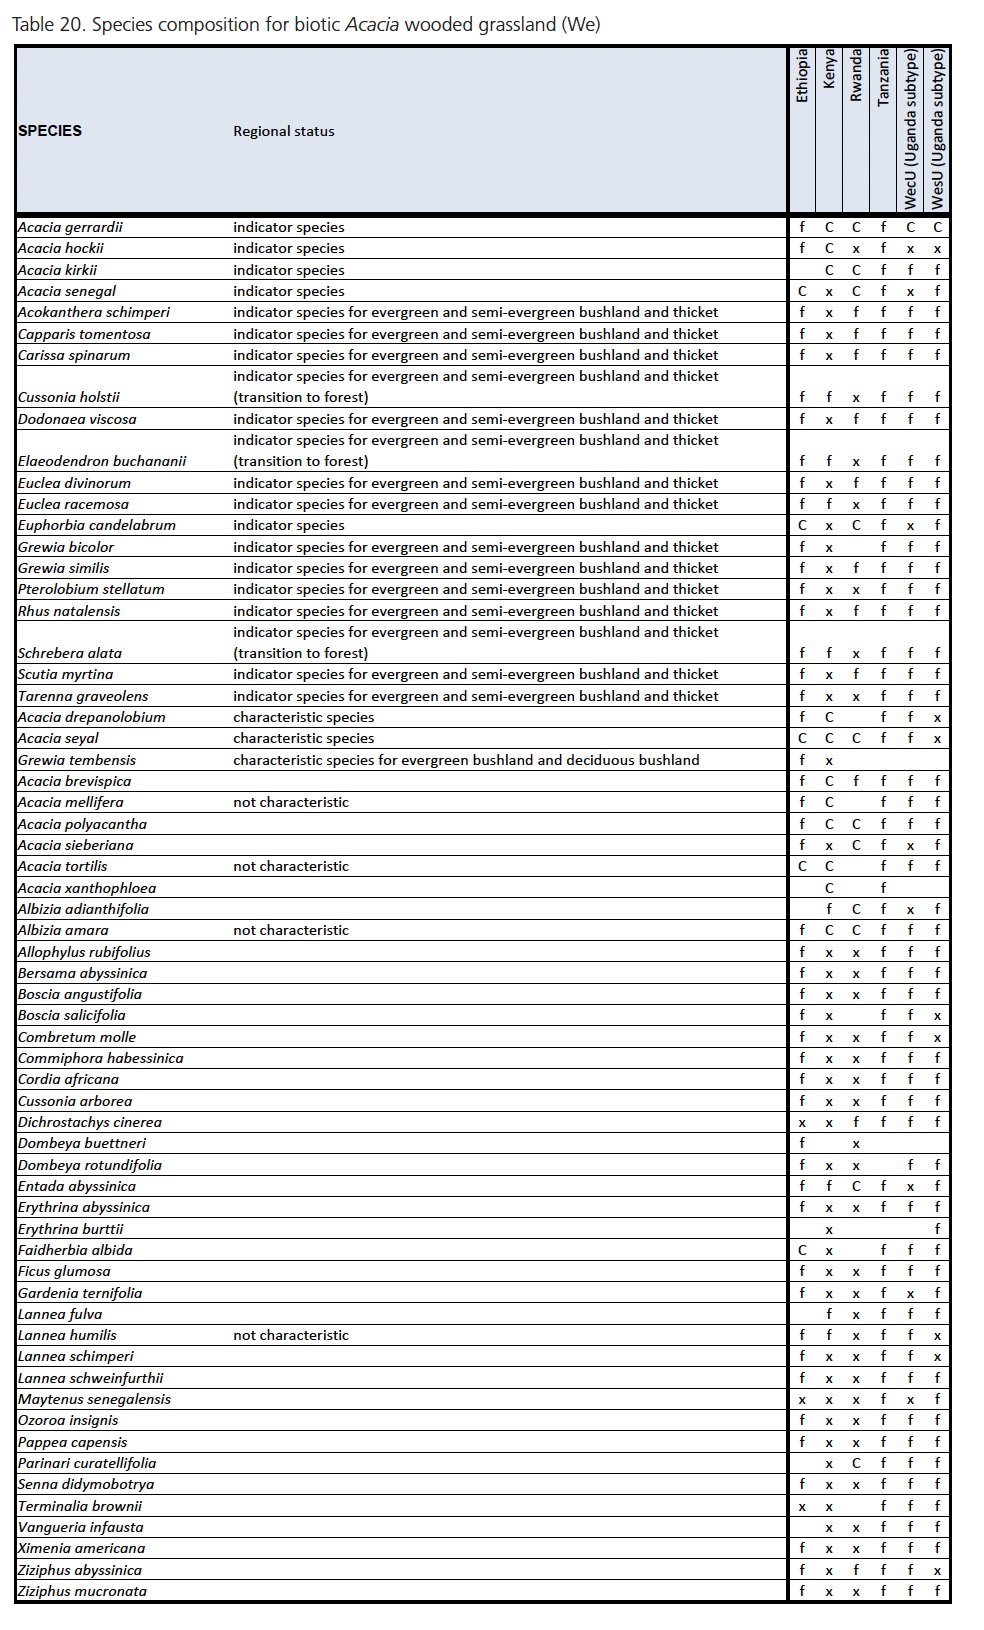 Table 20. Species composition for biotic Acacia wooded grassland (We)
SPECIES Regional status Ethiopia Kenya Rwanda Tanzania WecU (Uganda subtype) WesU (Uganda subtype)
Acacia gerrardii indicator species f C C f C C
Acacia hockii indicator species f C x f x x
Acacia kirkii indicator species C C f f f
Acacia senegal indicator species C x C f x f
Acokanthera schimperi indicator species for evergreen and semi-evergreen bushland and thicket f x f f f f
Capparis tomentosa indicator species for evergreen and semi-evergreen bushland and thicket f x f f f f
Carissa spinarum indicator species for evergreen and semi-evergreen bushland and thicket f x f f f f
indicator species for evergreen and semi-evergreen bushland and thicket
Cussonia holstii (transition to forest) f f x f f f
Dodonaea viscosa indicator species for evergreen and semi-evergreen bushland and thicket f x f f f f
indicator species for evergreen and semi-evergreen bushland and thicket
Elaeodendron buchananii (transition to forest) f f x f f f
Euclea divinorum indicator species for evergreen and semi-evergreen bushland and thicket f x f f f f
Euclea racemosa indicator species for evergreen and semi-evergreen bushland and thicket f f x f f f
Euphorbia candelabrum indicator species C x C f x f
Grewia bicolor indicator species for evergreen and semi-evergreen bushland and thicket f x f f f
Grewia similis indicator species for evergreen and semi-evergreen bushland and thicket f x f f f f
Pterolobium stellatum indicator species for evergreen and semi-evergreen bushland and thicket f x x f f f
Rhus natalensis indicator species for evergreen and semi-evergreen bushland and thicket f x f f f f
indicator species for evergreen and semi-evergreen bushland and thicket
Schrebera alata (transition to forest) f f x f f f
Scutia myrtina indicator species for evergreen and semi-evergreen bushland and thicket f x f f f f
Tarenna graveolens indicator species for evergreen and semi-evergreen bushland and thicket f x x f f f
Acacia drepanolobium characteristic species f C f f x
Acacia seyal characteristic species C C C f f x
Grewia tembensis characteristic species for evergreen bushland and deciduous bushland f x
Acacia brevispica f C f f f f
Acacia mellifera not characteristic f C f f f
Acacia polyacantha f C C f f f
Acacia sieberiana f x C f x f
Acacia tortilis not characteristic C C f f f
Acacia xanthophloea C f
Albizia adianthifolia f C f x f
Albizia amara not characteristic f C C f f f
Allophylus rubifolius f x x f f f
Bersama abyssinica f x x f f f
Boscia angustifolia f x x f f f
Boscia salicifolia f x f f x
Combretum molle f x x f f x
Commiphora habessinica f x x f f f
Cordia africana f x x f f f
Cussonia arborea f x x f f f
Dichrostachys cinerea x x f f f f
Dombeya buettneri f x
Dombeya rotundifolia f x x f f
Entada abyssinica f f C f x f
Erythrina abyssinica f x x f f f
Erythrina burttii x f
Faidherbia albida C x f f f
Ficus glumosa f x x f f f
Gardenia ternifolia f x x f x f
Lannea fulva f x f f f
Lannea humilis not characteristic f f x f f x
Lannea schimperi f x x f f x
Lannea schweinfurthii f x x f f f
Maytenus senegalensis x x x f x f
Ozoroa insignis f x x f f f
Pappea capensis f x x f f f
Parinari curatellifolia x C f f f
Senna didymobotrya f x x f f f
Terminalia brownii x x f f f
Vangueria infausta x x f f f
Ximenia americana f x x f f f
Ziziphus abyssinica f x f f f x
Ziziphus mucronata f x x f f f